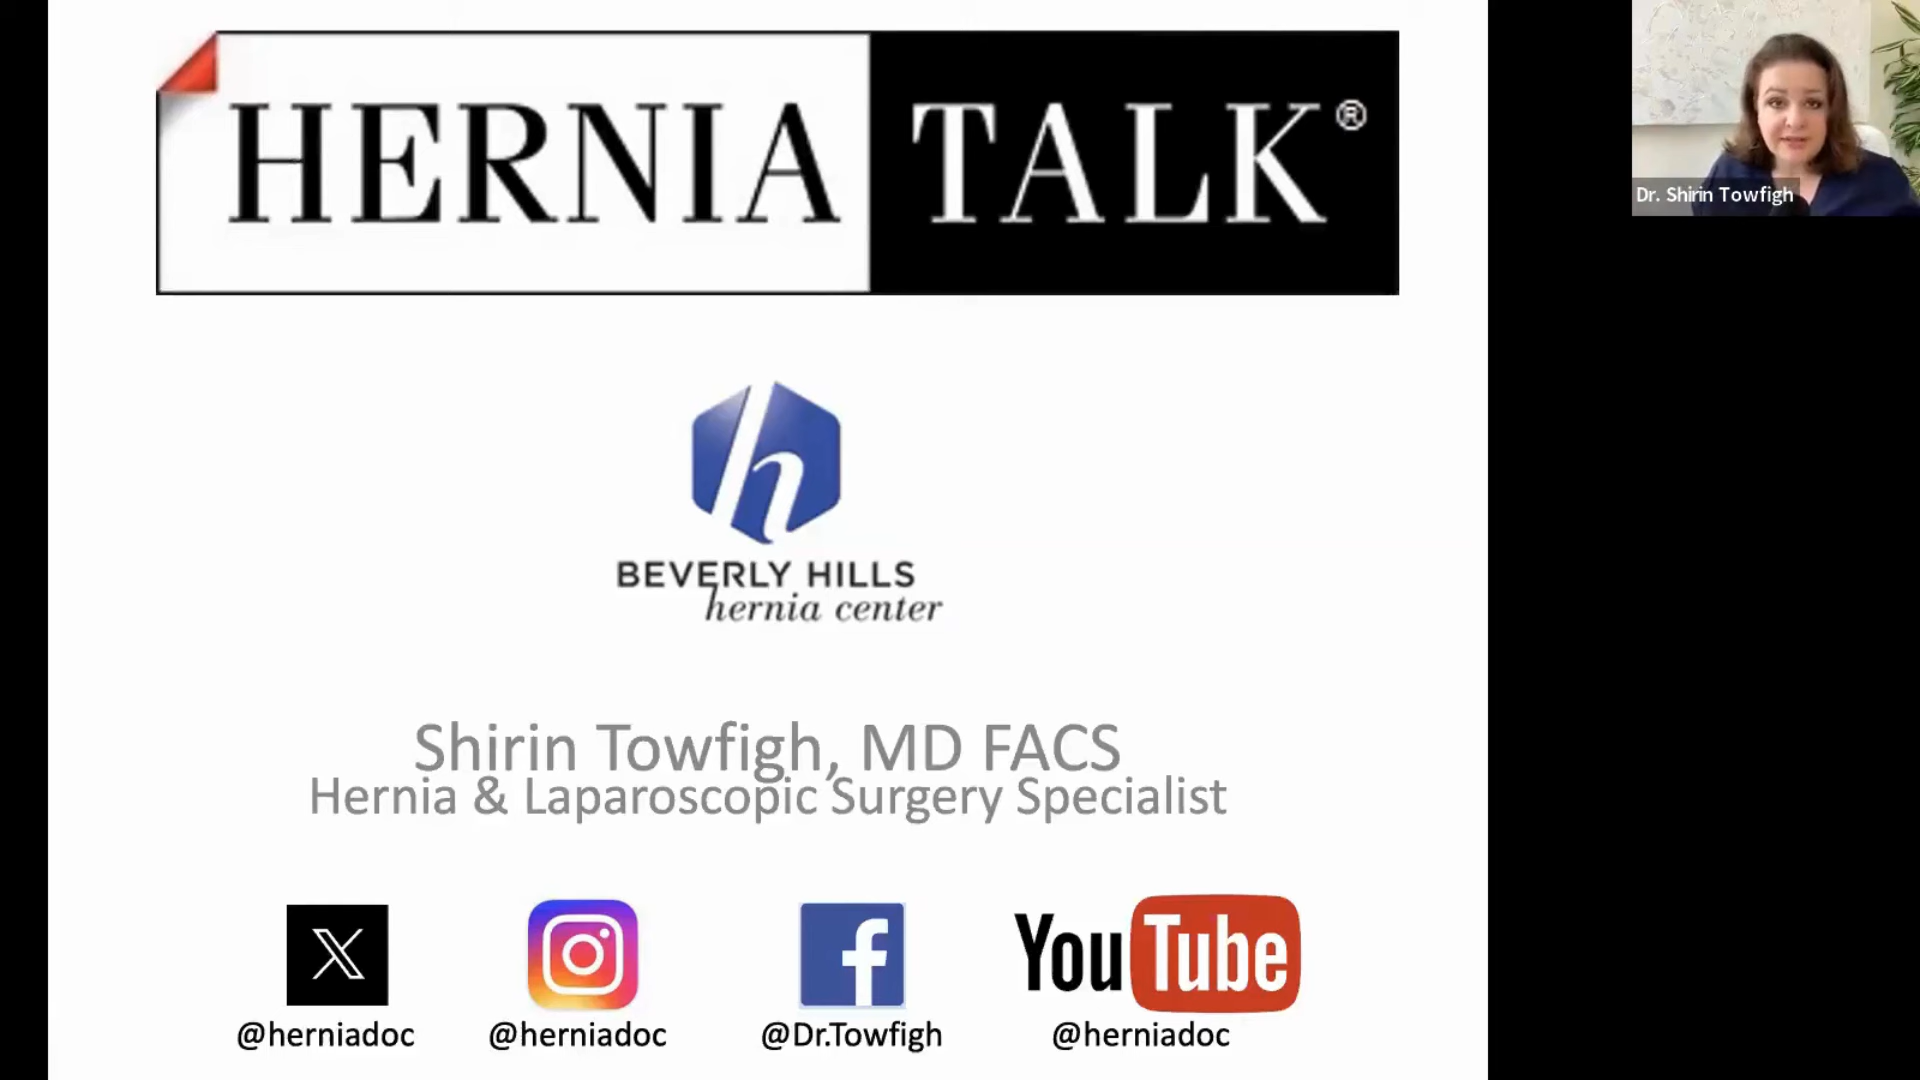 HERNIA TALK®
Dr. Shirin Towfigh
h
BEVERLY HILLS
hernia center
Shirin Towfigh, MD FACS
Hernia & Laparoscopic Surgery Specialist
X
f
YouTube
@herniadoc @herniadoc @Dr.Towfigh @herniadoc